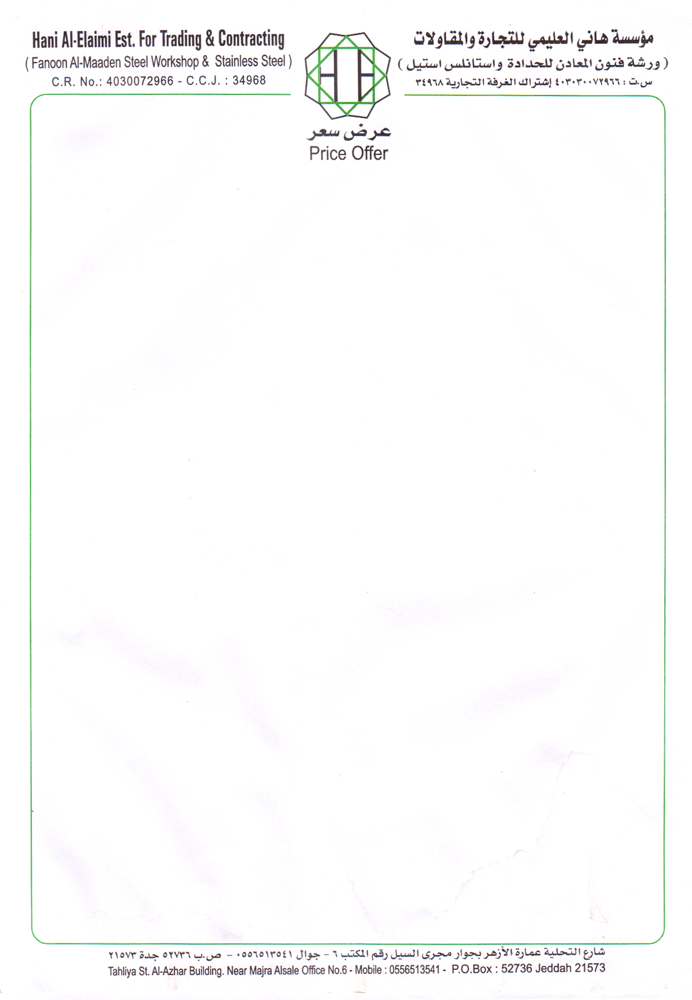 Hani Al-Elaimi Est. For Trading & Contracting
( Fanoon Al-Maaden Steel Workshop & Stainless Steel )
C.R. No.: 4030072966 - C.C.J. : 34968
مؤسسة هاني العليمي للتجارة والمقاولات
( ورشة فنون المعادن للحدادة واستانلس استيل )
س.ت : ٤٠٣٠٣٠٠٧٢٩٦٦ إشتراك الغرفة التجارية ٣٤٩٦٨
عرض سعر
Price Offer
شارع التحلية عمارة الأزهر بجوار مجرى السيل رقم المكتب ٦ - جوال ٠٥٥٦٥١٣٥٤١ - ص.ب ٥٢٧٣٦ جدة ٢١٥٧٣
Tahliya St. Al-Azhar Building. Near Majra Alsale Office No.6 - Mobile : 0556513541 - P.O.Box : 52736 Jeddah 21573